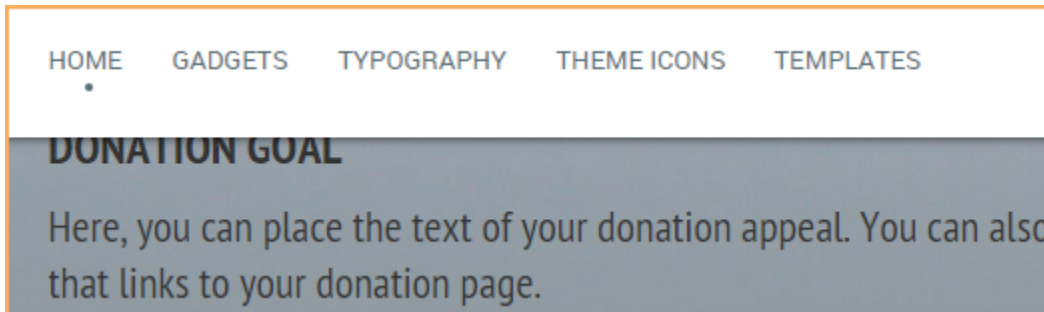 HOME GADGETS TYPOGRAPHY THEME ICONS TEMPLATES
DONATION GOAL
Here, you can place the text of your donation appeal. You can also
that links to your donation page.